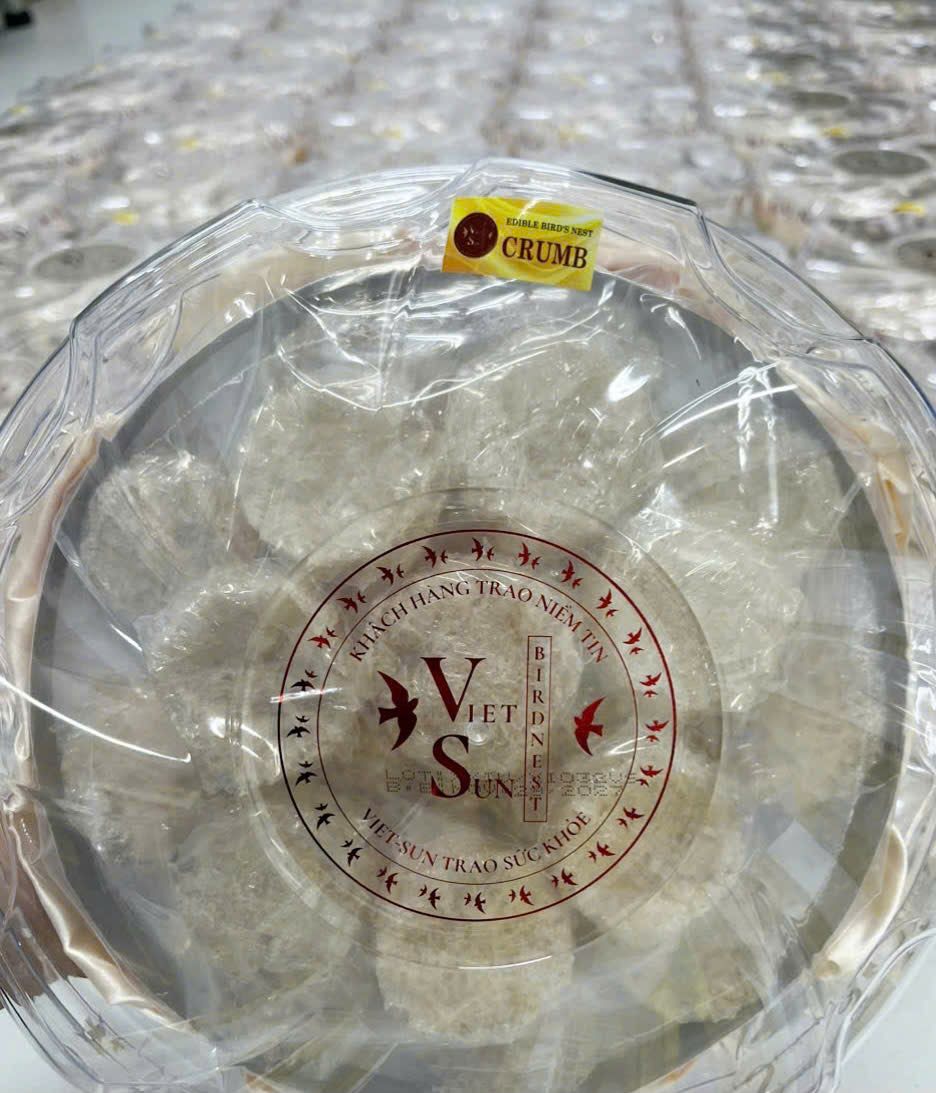 EDIBLE BIRD'S NEST
CRUMB
KHÁCH HÀNG TRAO NIỀM TIN
VIET
SUN
BIRDNEST
VIET-SUN TRAO SỨC KHỎE